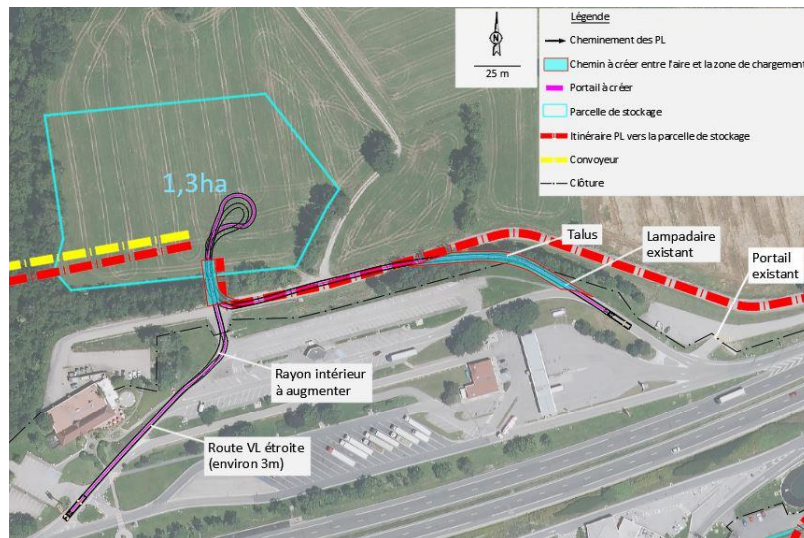 N
25 m
Légende
Cheminement des PL
Chemin à créer entre l'aire et la zone de chargement
Portail à créer
Parcelle de stockage
Itinéraire PL vers la parcelle de stockage
Convoyeur
Clôture
1,3ha
Talus
Lampadaire
existant
Portail
existant
Rayon intérieur
à augmenter
Route VL étroite
(environ 3m)